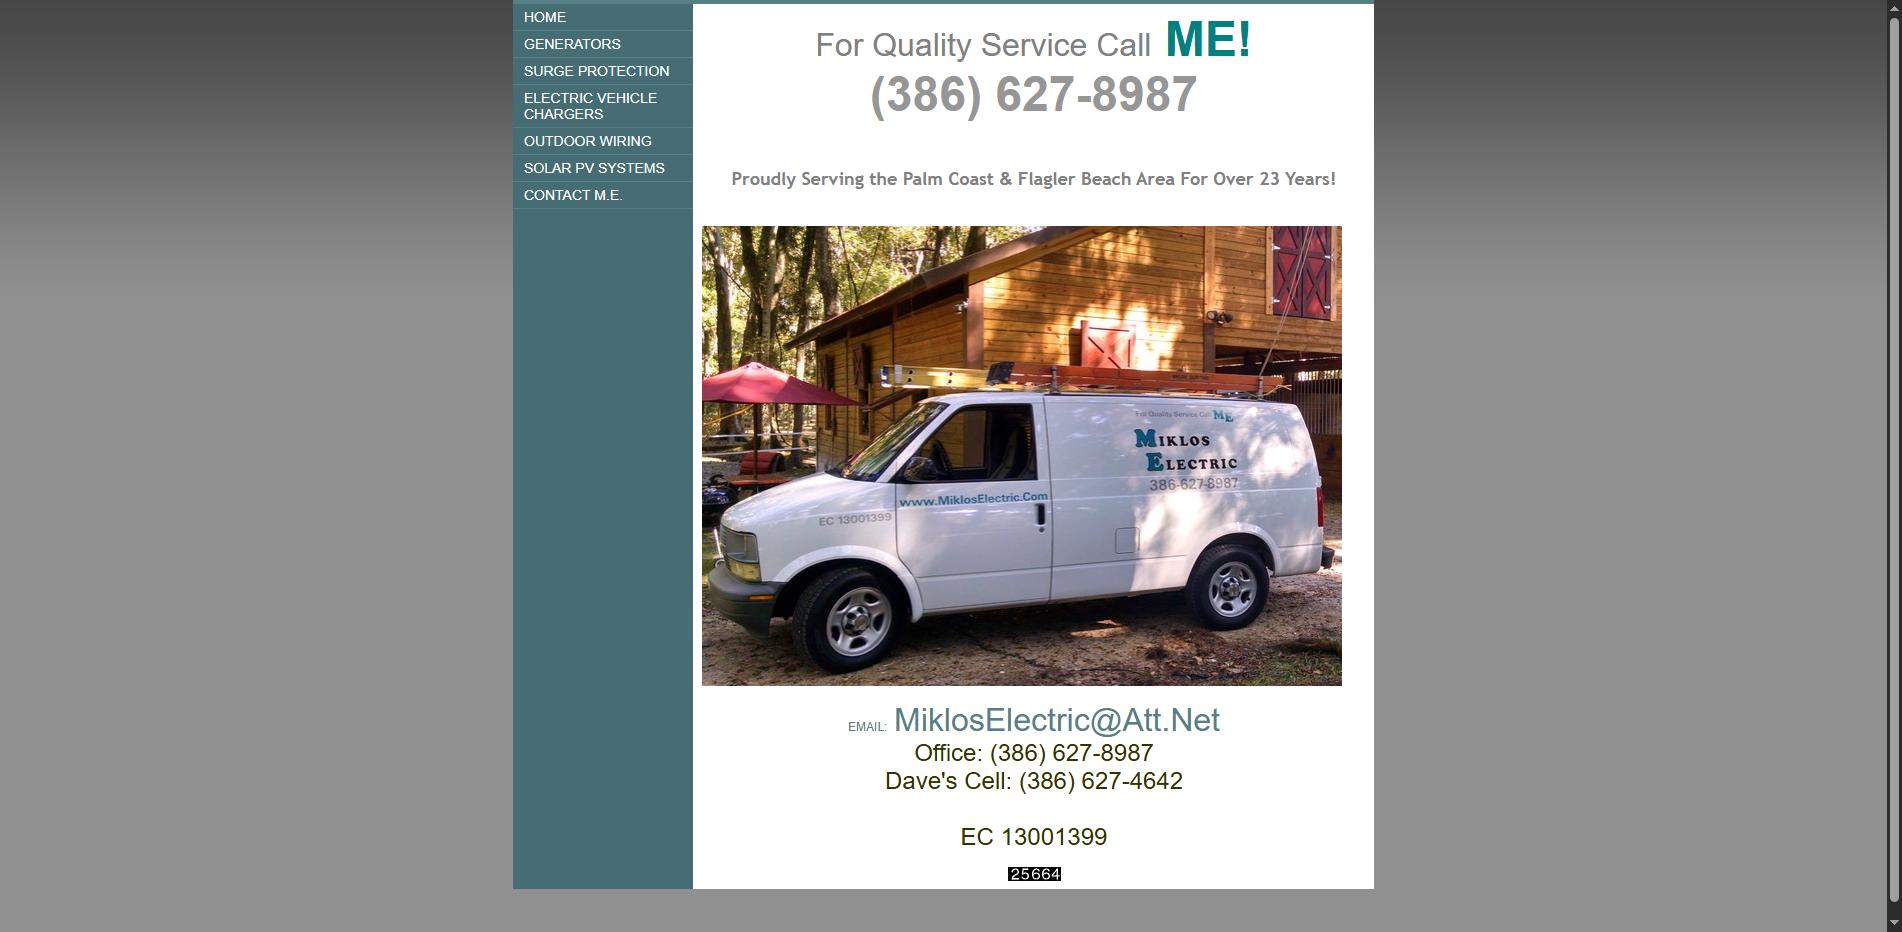 HOME
GENERATORS
SURGE PROTECTION
ELECTRIC VEHICLE
CHARGERS
OUTDOOR WIRING
SOLAR PV SYSTEMS
CONTACT M.E.
For Quality Service Call ME!
(386) 627-8987
Proudly Serving the Palm Coast & Flagler Beach Area For Over 23 Years!
For Quality Service Call ME
MIKLOS
ELECTRIC
386-627-8987
www.MiklosElectric.Com
EC 13001399
EMAIL: MiklosElectric@Att.Net
Office: (386) 627-8987
Dave's Cell: (386) 627-4642
EC 13001399
25664